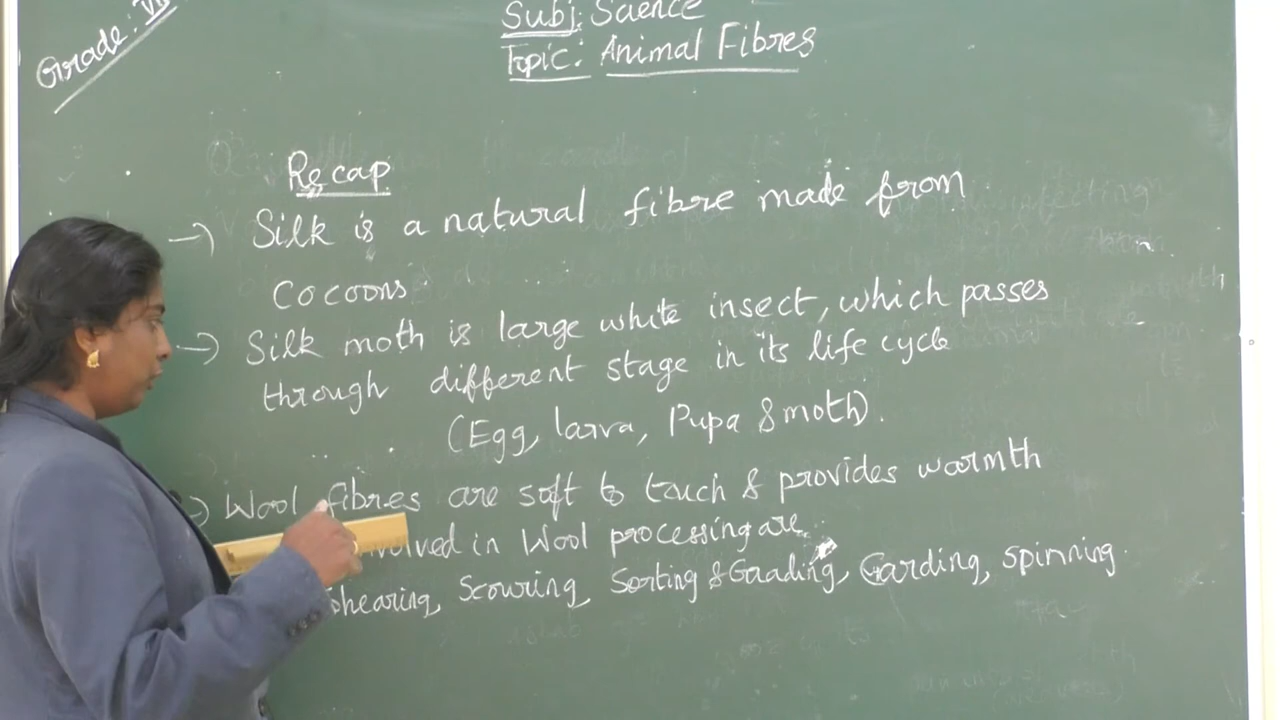 Grade: VII
Subj: Science
Topic: Animal Fibres
Recap
→ Silk is a natural fibre made from
cocoons.
→ Silk moth is large white insect, which passes
through different stage in its life cycle
(Egg, larva, Pupa & moth).
→ Wool fibres are soft to touch & provides warmth
involved in Wool processing are
Shearing, Scouring, Sorting & Grading, Carding, spinning.